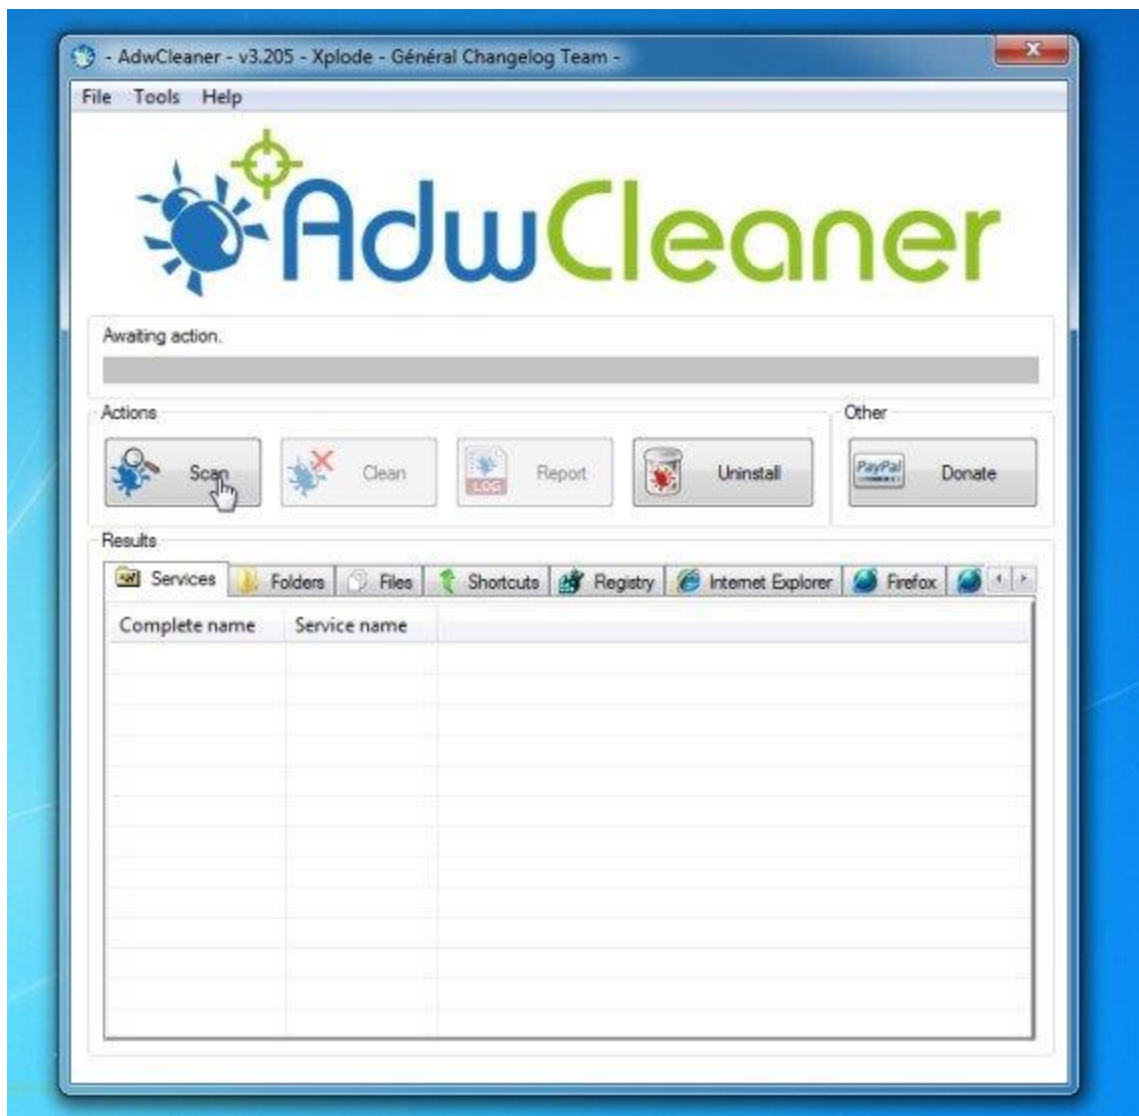 - AdwCleaner - v3.205 - Xplode - Général Changelog Team -
x
File Tools Help
AdwCleaner
Awaiting action.
Actions
Other
Scan Clean LOG Report Uninstall PayPal Donate
Results
Services Folders Files Shortcuts Registry Internet Explorer Firefox
Complete name Service name